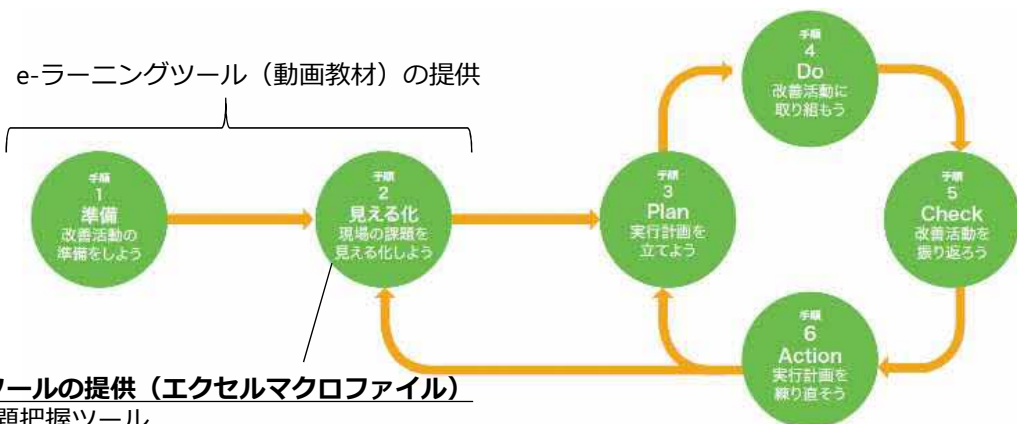 e-ラーニングツール（動画教材）の提供
手順
1
準備
改善活動の
準備をしよう
手順
2
見える化
現場の課題を
見える化しよう
手順
3
Plan
実行計画を
立てよう
手順
4
Do
改善活動に
取り組もう
手順
5
Check
改善活動を
振り返ろう
手順
6
Action
実行計画を
練り直そう
ツールの提供（エクセルマクロファイル）
題把握ツール